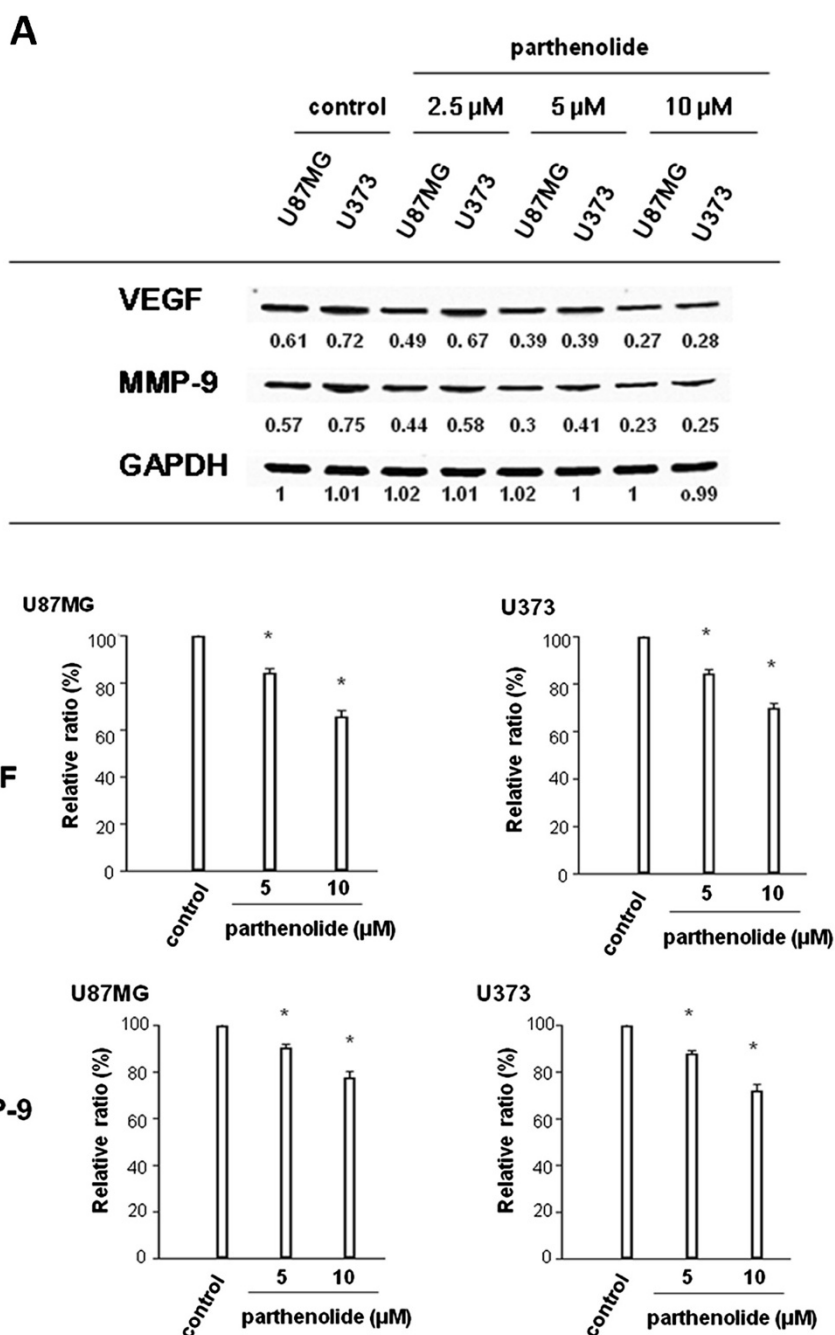 A
parthenolide
control 2.5 µM 5 µM 10 µM
U87MG U373 U87MG U373 U87MG U373 U87MG U373
VEGF
0.61 0.72 0.49 0.67 0.39 0.39 0.27 0.28
MMP-9
0.57 0.75 0.44 0.58 0.3 0.41 0.23 0.25
GAPDH
1 1.01 1.02 1.01 1.02 1 1 0.99
U87MG
Relative ratio (%)
100
80
60
40
20
0
* *
control 5 10
parthenolide (µM)
U373
Relative ratio (%)
100
80
60
40
20
0
* *
control 5 10
parthenolide (µM)
F
U87MG
Relative ratio (%)
100
80
60
40
20
0
* *
control 5 10
parthenolide (µM)
U373
Relative ratio (%)
100
80
60
40
20
0
* *
control 5 10
parthenolide (µM)
P-9